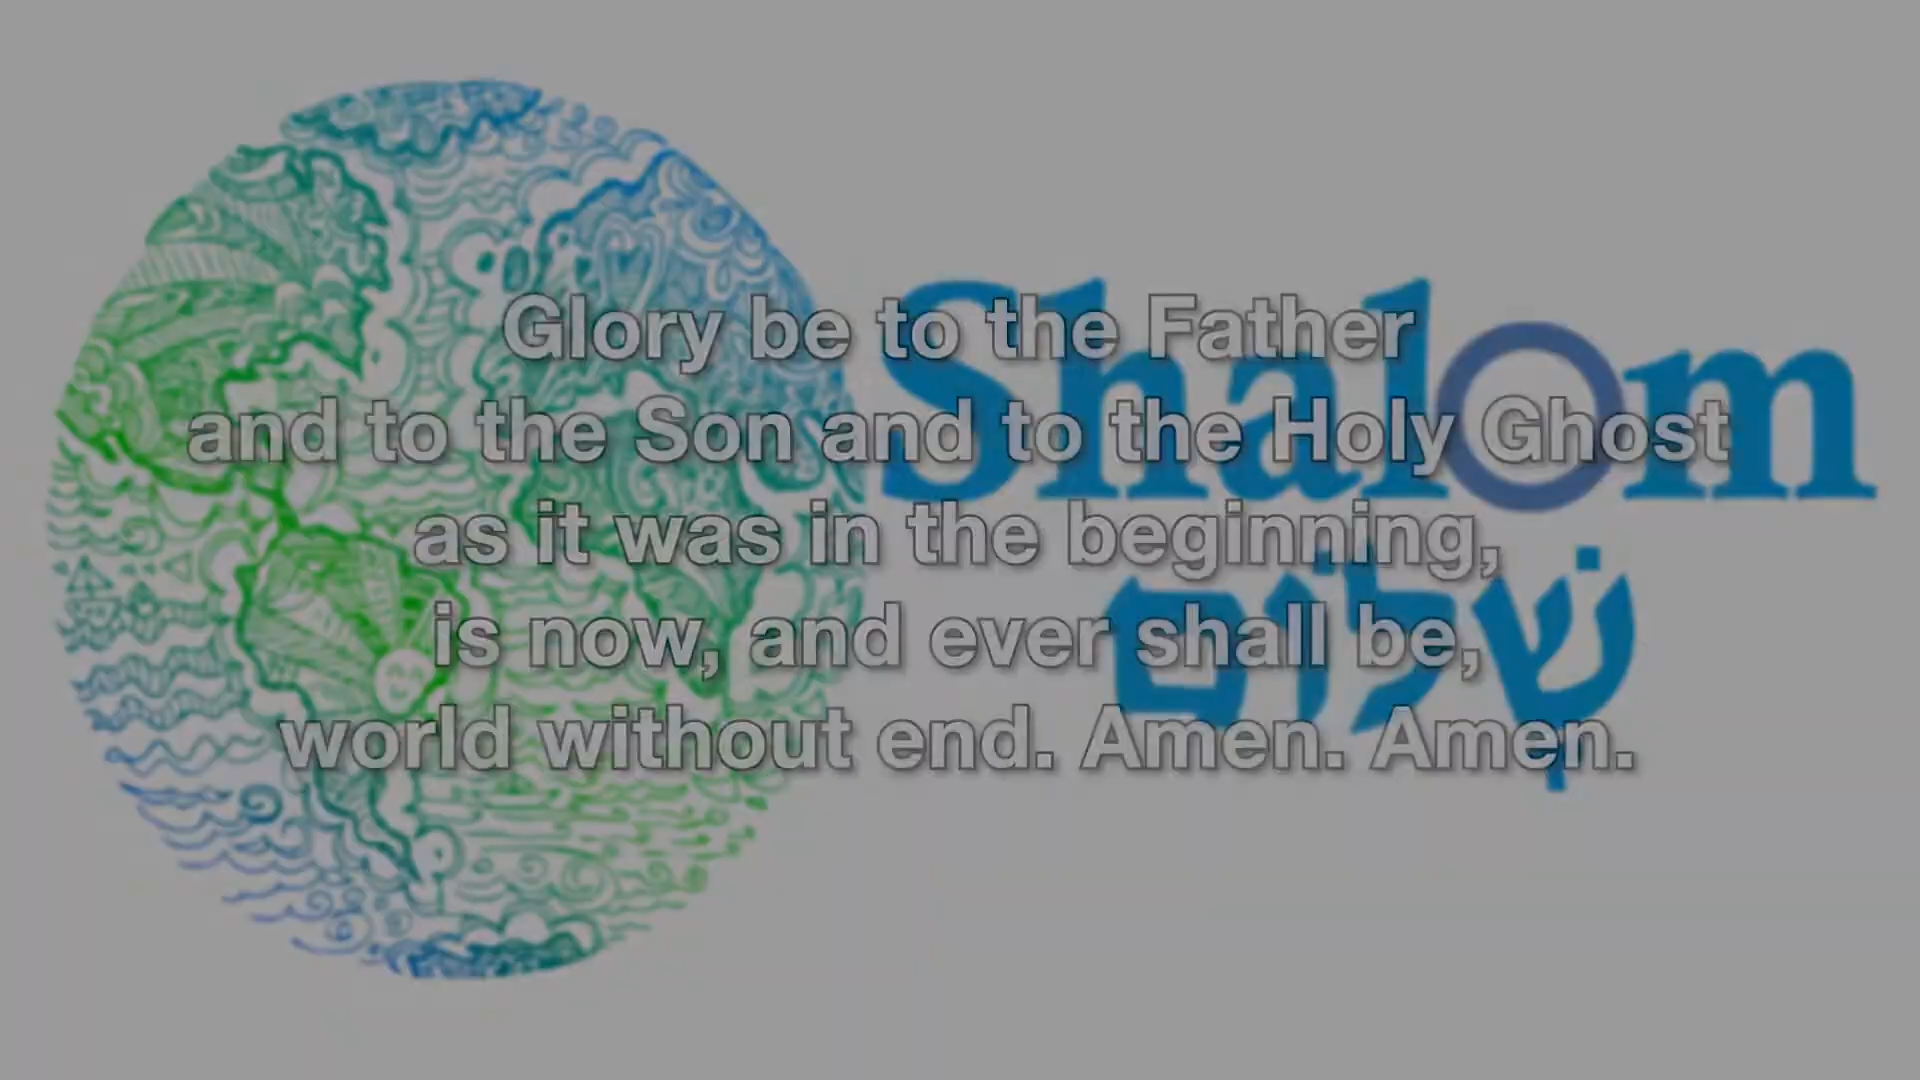 Shalom
שׁלוֹם
Glory be to the Father
and to the Son and to the Holy Ghost
as it was in the beginning,
is now, and ever shall be,
world without end. Amen. Amen.